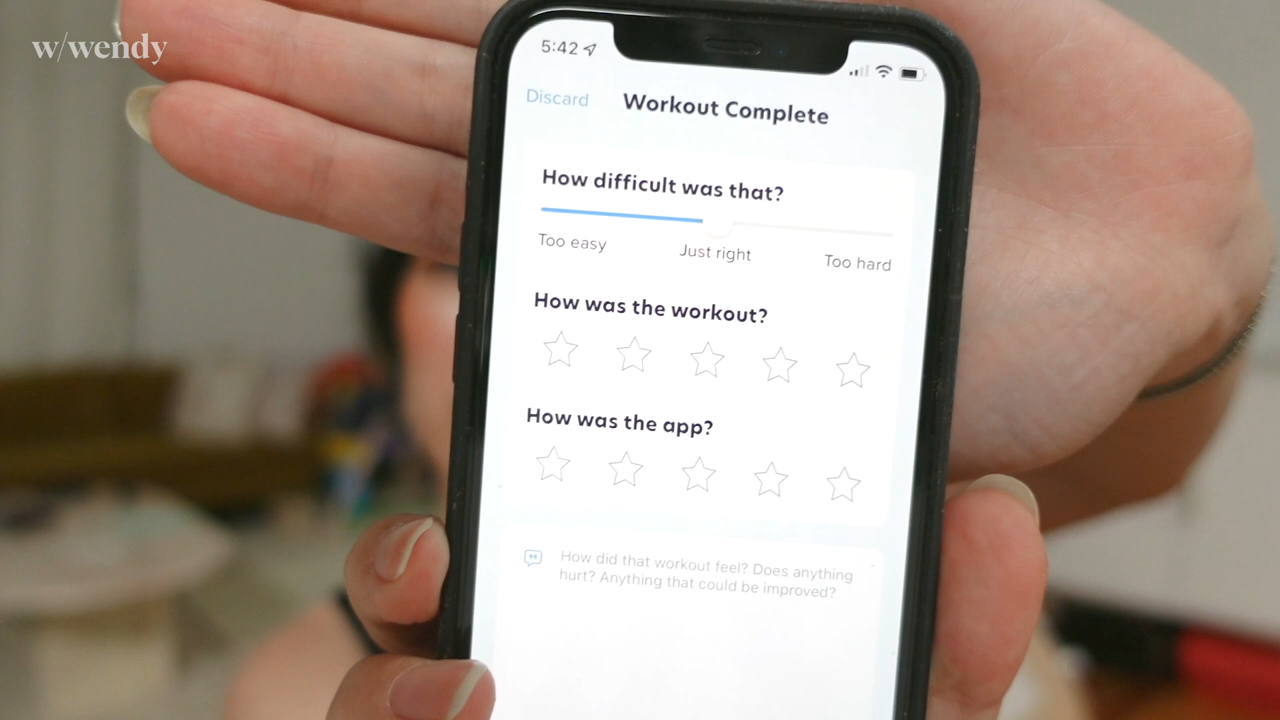 w/wendy
5:42
Discard
Workout Complete
How difficult was that?
Too easy
Just right
Too hard
How was the workout?
How was the app?
How did that workout feel? Does anything
hurt? Anything that could be improved?